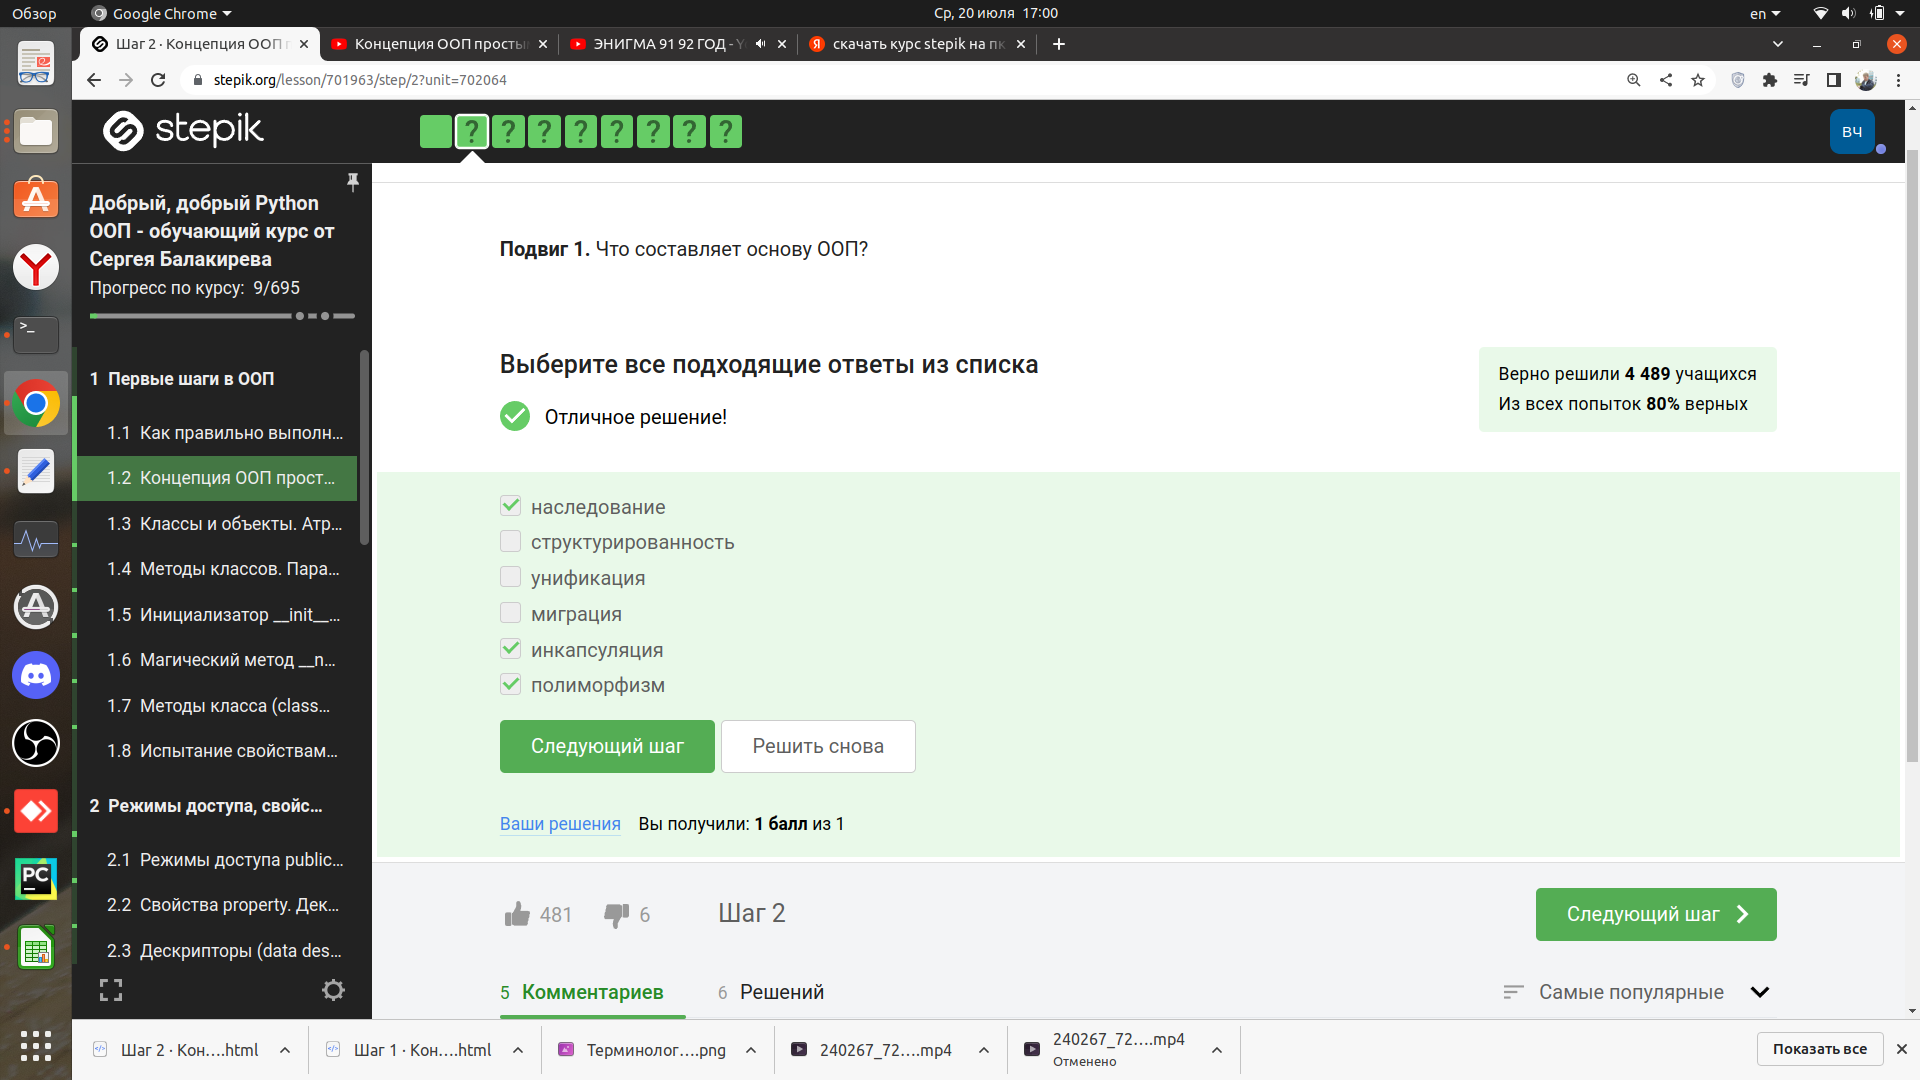 Обзор
Google Chrome
Ср, 20 июля 17:00
en
Шаг 2 · Концепция ООП п
Концепция ООП просты
ЭНИГМА 91 92 ГОД - Y
скачать курс stepik на пк
stepik.org/lesson/701963/step/2?unit=702064
stepik
? ? ? ? ? ? ? ?
ВЧ
Добрый, добрый Python
ООП - обучающий курс от
Сергея Балакирева
Прогресс по курсу: 9/695
1 Первые шаги в ООП
1.1 Как правильно выполн...
1.2 Концепция ООП прост...
1.3 Классы и объекты. Атр...
1.4 Методы классов. Пара...
1.5 Инициализатор __init__...
1.6 Магический метод __n...
1.7 Методы класса (class...
1.8 Испытание свойствам...
2 Режимы доступа, свойс...
2.1 Режимы доступа public...
2.2 Свойства property. Дек...
2.3 Дескрипторы (data des...
Подвиг 1. Что составляет основу ООП?
Выберите все подходящие ответы из списка
Отличное решение!
Верно решили 4 489 учащихся
Из всех попыток 80% верных
наследование
структурированность
унификация
миграция
инкапсуляция
полиморфизм
Следующий шаг
Решить снова
Ваши решения Вы получили: 1 балл из 1
481
6
Шаг 2
Следующий шаг
5 Комментариев
6 Решений
Самые популярные
Шаг 2 · Кон....html
Шаг 1 · Кон....html
Терминолог....png
240267_72....mp4
240267_72....mp4
Отменено
Показать все
>_
PC